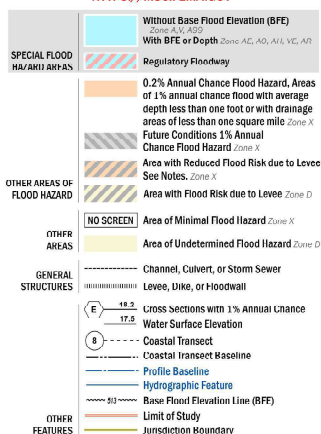 Without Base Flood Elevation (BFE)
Zone A,V, A99
With BFE or Depth Zone AE, AO, AH, VE, AR
SPECIAL FLOOD
HAZARD AREAS
Regulatory Floodway
0.2% Annual Chance Flood Hazard, Areas
of 1% annual chance flood with average
depth less than one foot or with drainage
areas of less than one square mile Zone X
Future Conditions 1% Annual
Chance Flood Hazard Zone X
Area with Reduced Flood Risk due to Levee
See Notes. Zone X
OTHER AREAS OF
FLOOD HAZARD
Area with Flood Risk due to Levee Zone D
NO SCREEN Area of Minimal Flood Hazard Zone X
OTHER
AREAS
Area of Undetermined Flood Hazard Zone D
GENERAL
STRUCTURES
Channel, Culvert, or Storm Sewer
Levee, Dike, or Floodwall
E 18.2 Cross Sections with 1% Annual Chance
17.5 Water Surface Elevation
8 Coastal Transect
Coastal Transect Baseline
Profile Baseline
Hydrographic Feature
513 Base Flood Elevation Line (BFE)
OTHER
FEATURES
Limit of Study
Jurisdiction Boundary